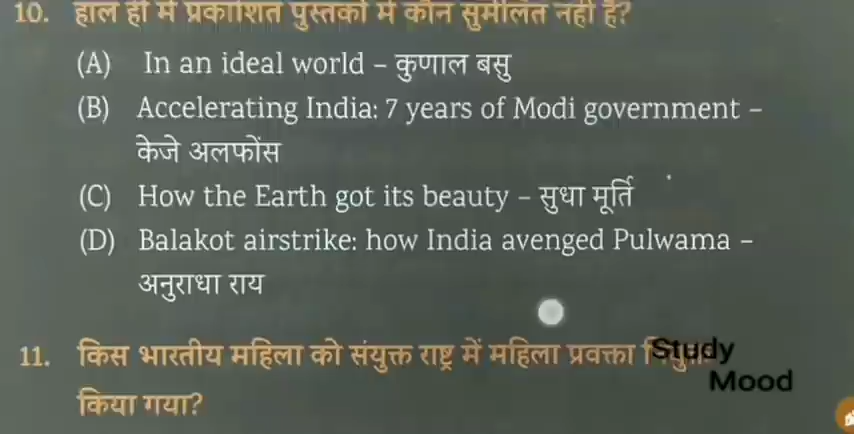 10. हाल ही में प्रकाशित पुस्तकों में कौन सुमेलित नहीं है?
(A) In an ideal world – कुणाल बसु
(B) Accelerating India: 7 years of Modi government –
केजे अलफोंस
(C) How the Earth got its beauty – सुधा मूर्ति
(D) Balakot airstrike: how India avenged Pulwama –
अनुराधा राय
11. किस भारतीय महिला को संयुक्त राष्ट्र में महिला प्रवक्ता
Study
Mood
किया गया?